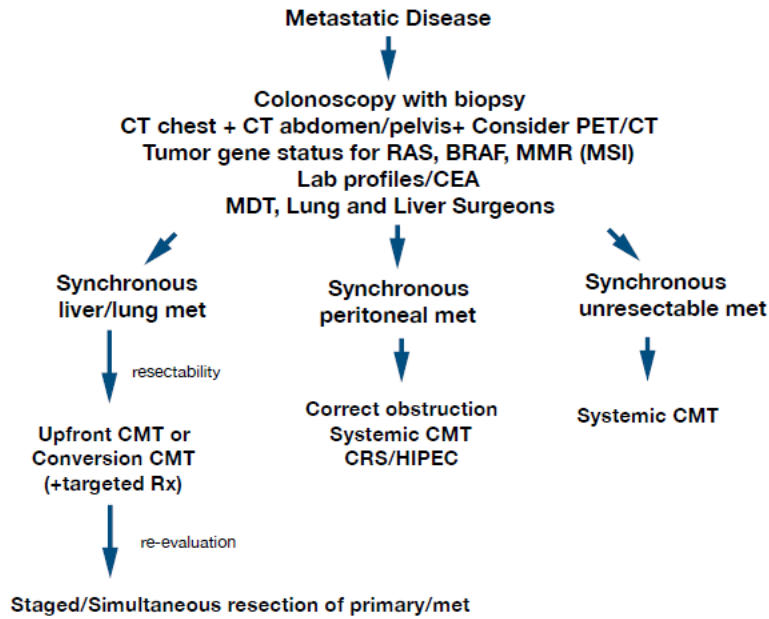 Metastatic Disease
Colonoscopy with biopsy
CT chest + CT abdomen/pelvis+ Consider PET/CT
Tumor gene status for RAS, BRAF, MMR (MSI)
Lab profiles/CEA
MDT, Lung and Liver Surgeons
Synchronous
liver/lung met
resectability
Upfront CMT or
Conversion CMT
(+targeted Rx)
re-evaluation
Staged/Simultaneous resection of primary/met
Synchronous
peritoneal met
Correct obstruction
Systemic CMT
CRS/HIPEC
Synchronous
unresectable met
Systemic CMT